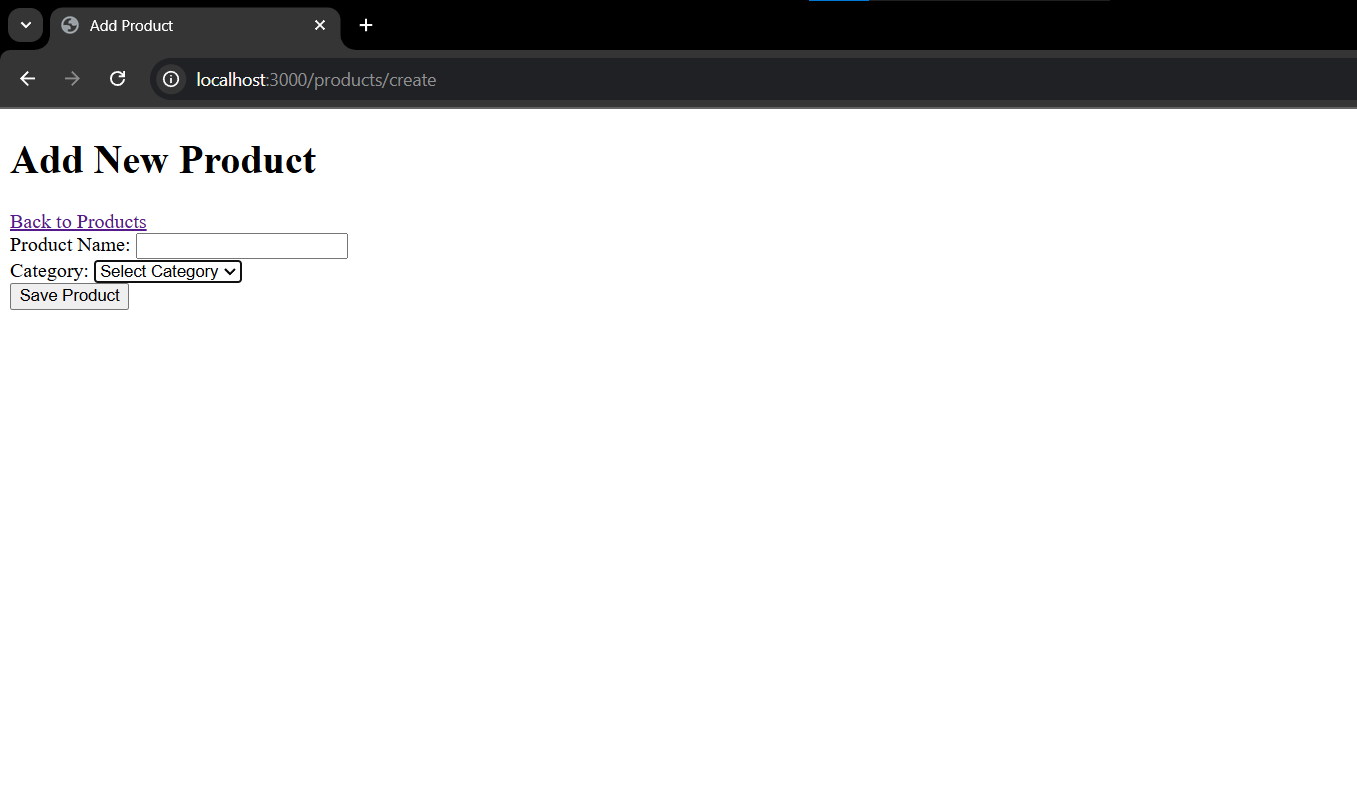 Add Product
localhost:3000/products/create
Add New Product
Back to Products
Product Name:
Category: Select Category
Save Product